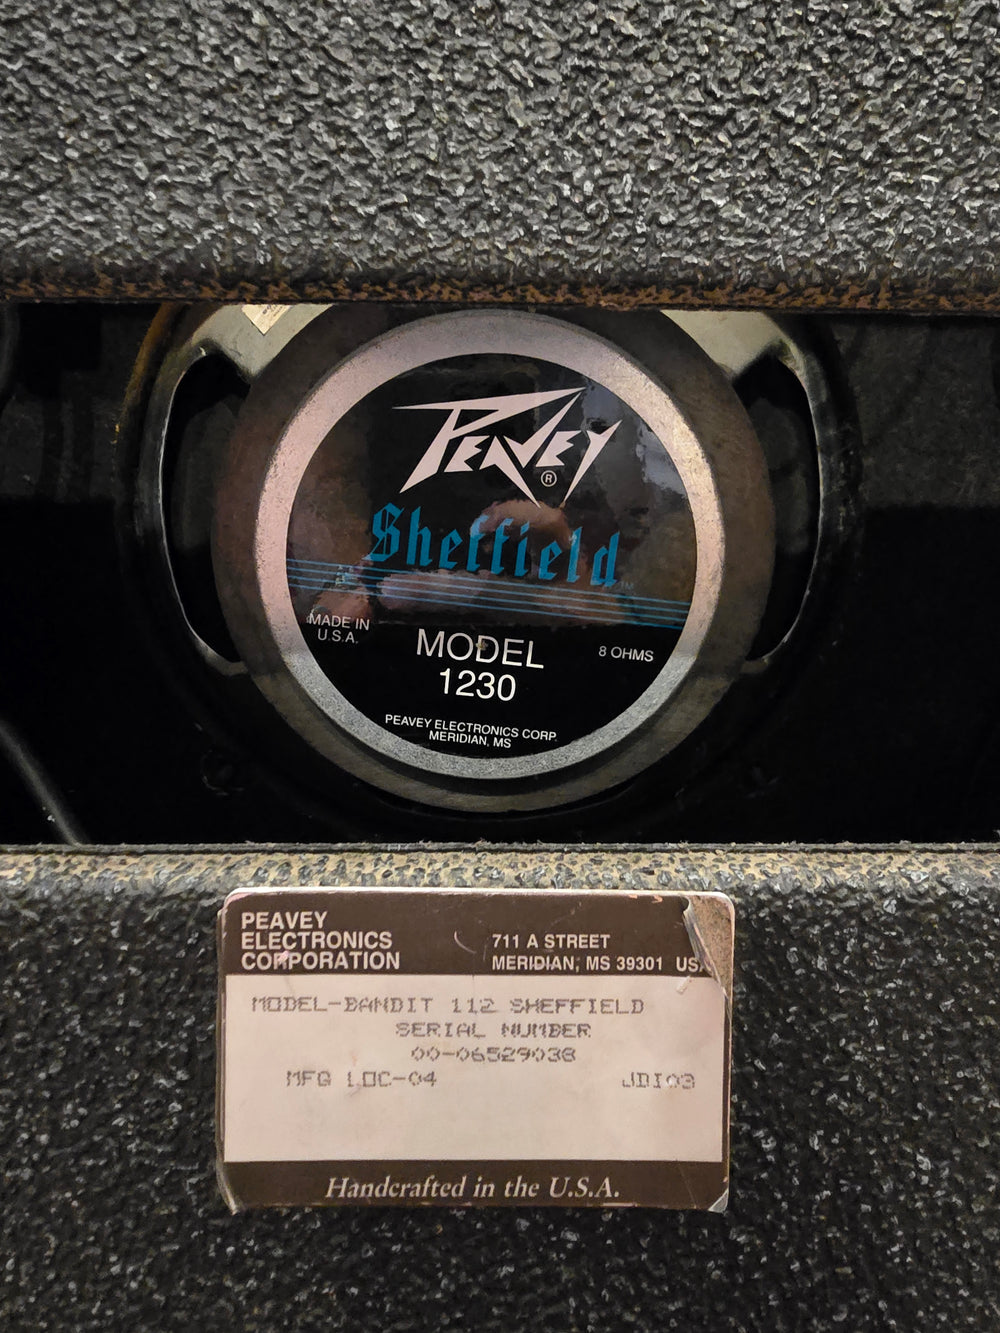 PEAVEY
®
Sheffield
MADE IN
U.S.A.
MODEL
1230
8 OHMS
PEAVEY ELECTRONICS CORP.
MERIDIAN, MS
PEAVEY
ELECTRONICS
CORPORATION
711 A STREET
MERIDIAN, MS 39301 USA
MODEL-BANDIT 112 SHEFFIELD
SERIAL NUMBER
00-06529038
MFG LOC-04
JDI03
Handcrafted in the U.S.A.